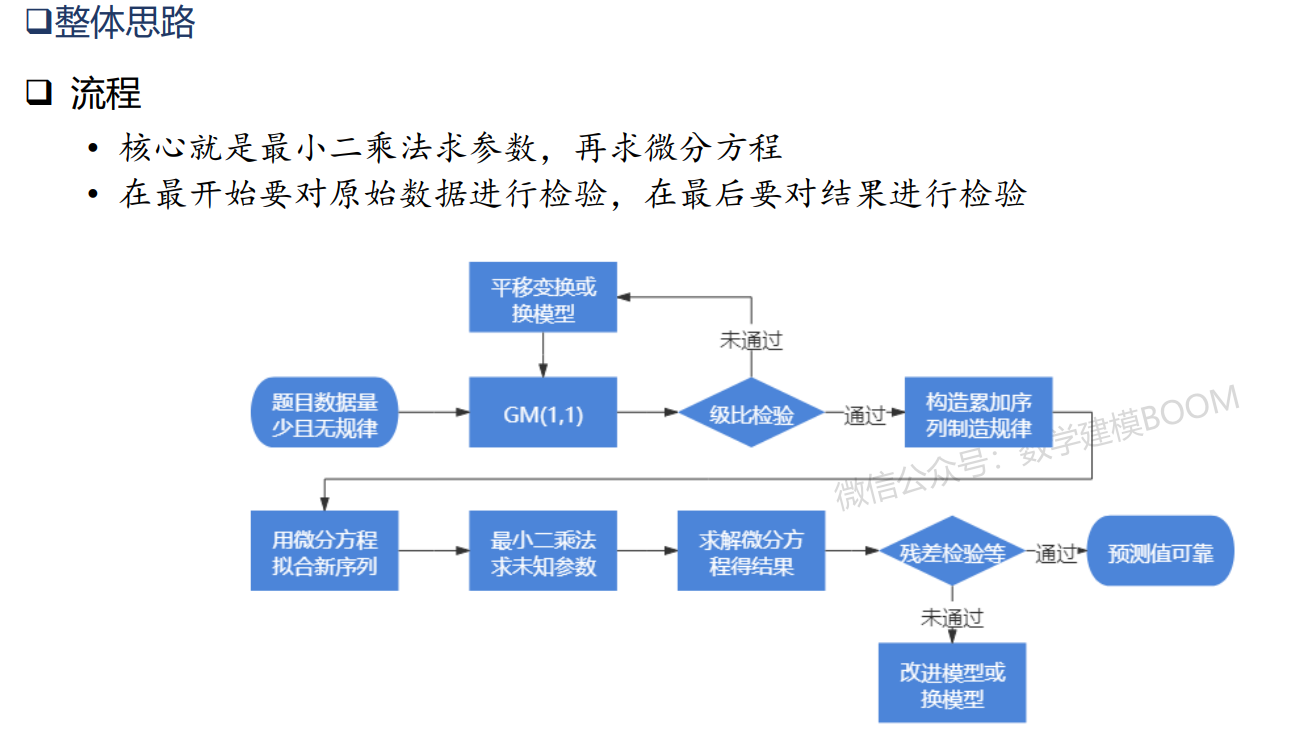 整体思路
流程
• 核心就是最小二乘法求参数，再求微分方程
• 在最开始要对原始数据进行检验，在最后要对结果进行检验
平移变换或
换模型
未通过
题目数据量
少且无规律
GM(1,1)
级比检验
通过
构造累加序
列制造规律
微信公众号：数学建模BOOM
用微分方程
拟合新序列
最小二乘法
求未知参数
求解微分方
程得结果
残差检验等
通过
预测值可靠
未通过
改进模型或
换模型